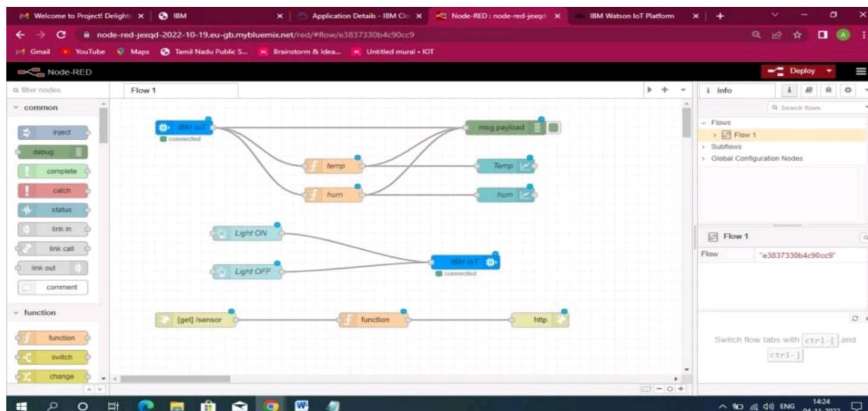 Welcome to Project! Delight
IBM
Application Details - IBM Clo
Node-RED : node-red-jexqd
IBM Watson IoT Platform
node-red-jexqd-2022-10-19.eu-gb.mybluemix.net/red/#flow/e3837330b4c90cc9
Gmail
YouTube
Maps
Tamil Nadu Public S...
Brainstorm & Idea...
Untitled mural • IOT
Node-RED
Deploy
filter nodes
Flow 1
info
Search flows
common
inject
debug
complete
catch
status
link in
link call
link out
comment
function
function
switch
change
IBM IoT
connected
msg.payload
temp
Temp
hum
hum
Light ON
Light OFF
IBM IoT
connected
[get] /sensor
function
http
Flows
Flow 1
Subflows
Global Configuration Nodes
Flow 1
Flow
"e3837330b4c90cc9"
Switch flow tabs with ctrl-[ and
ctrl-]
ENG
14:24
04-11-2022